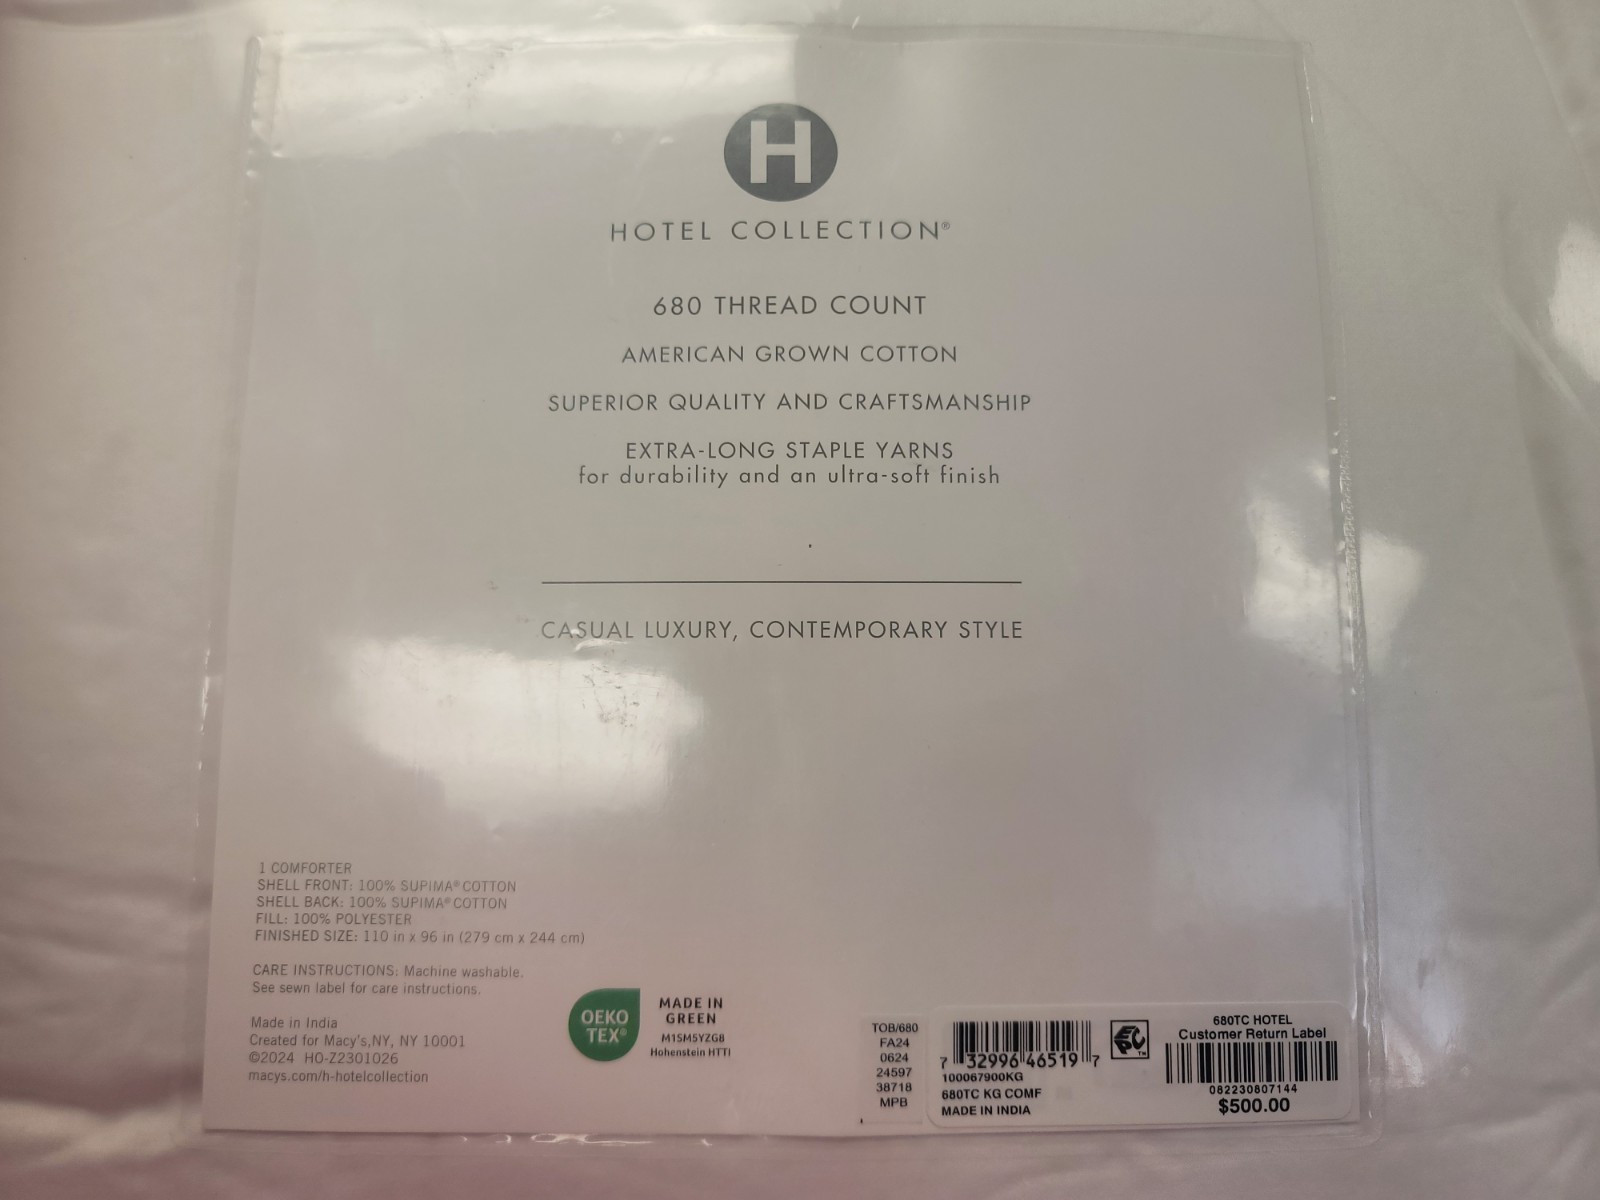 H
HOTEL COLLECTION®
680 THREAD COUNT
AMERICAN GROWN COTTON
SUPERIOR QUALITY AND CRAFTSMANSHIP
EXTRA-LONG STAPLE YARNS
for durability and an ultra-soft finish
CASUAL LUXURY, CONTEMPORARY STYLE
1 COMFORTER
SHELL FRONT: 100% SUPIMA® COTTON
SHELL BACK: 100% SUPIMA® COTTON
FILL: 100% POLYESTER
FINISHED SIZE: 110 in x 96 in (279 cm x 244 cm)
CARE INSTRUCTIONS: Machine washable.
See sewn label for care instructions.
Made in India
Created for Macy's,NY, NY 10001
©2024 HO-Z2301026
macys.com/h-hotelcollection
OEKO
TEX®
MADE IN
GREEN
M15M5YZG8
Hohenstein HTTI
TOB/680
FA24
0624
24597
38718
MPB
7 32996 46519 7
100067900KG
680TC KG COMF
MADE IN INDIA
EPC™
680TC HOTEL
Customer Return Label
082230807144
$500.00